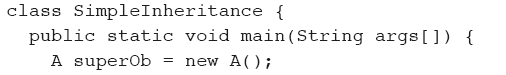 class SimpleInheritance {
public static void main(String args[]) {
A superOb = new A();